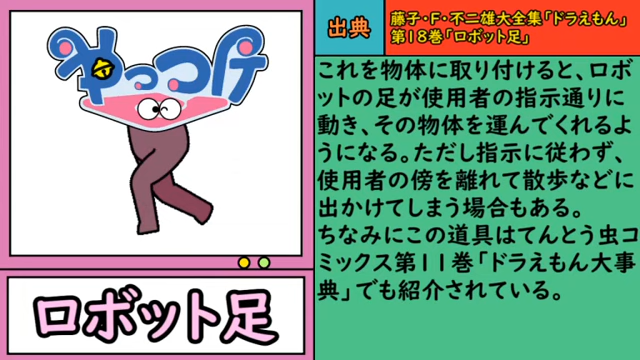 やっつけ
出典
藤子・F・不二雄大全集「ドラえもん」
第18巻「ロボット足」
これを物体に取り付けると、ロボ
ットの足が使用者の指示通りに
動き、その物体を運んでくれるよ
うになる。ただし指示に従わず、
使用者の傍を離れて散歩などに
出かけてしまう場合もある。
ちなみにこの道具はてんとう虫コ
ミックス第11巻「ドラえもん大事
典」でも紹介されている。
ロボット足